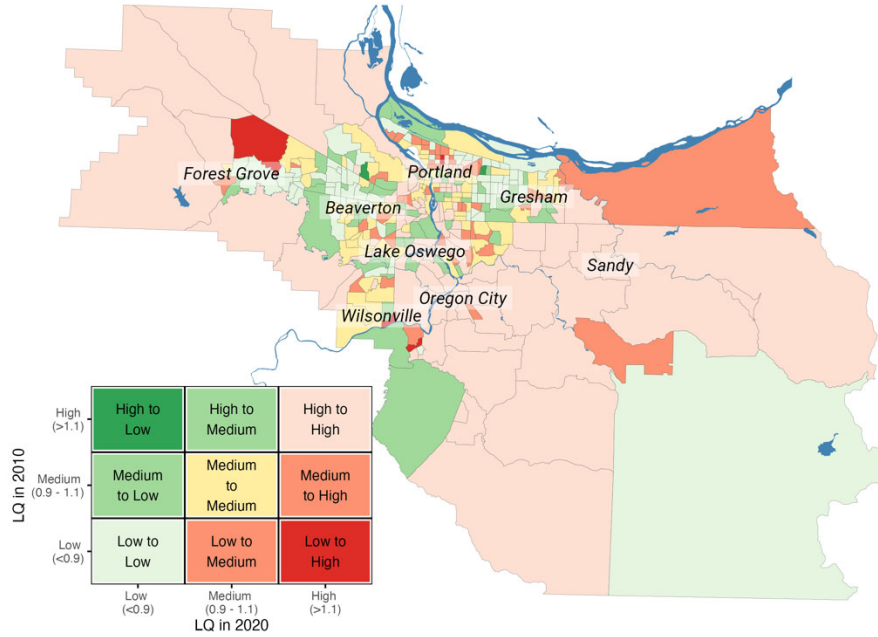 Forest Grove
Portland
Gresham
Beaverton
Lake Oswego
Sandy
Oregon City
Wilsonville
LQ in 2010
High
(>1.1)
Medium
(0.9 - 1.1)
Low
(<0.9)
High to
Low
High to
Medium
High to
High
Medium
to Low
Medium
to
Medium
Medium
to High
Low to
Low
Low to
Medium
Low to
High
Low
(<0.9)
Medium
(0.9 - 1.1)
High
(>1.1)
LQ in 2020